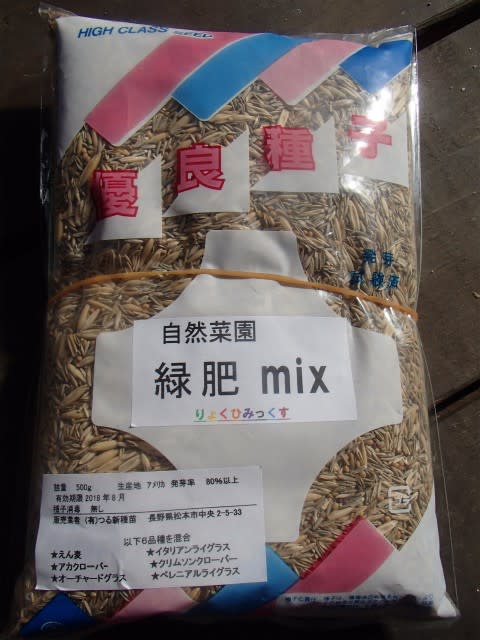 HIGH CLASS SEED
優良種子
発芽
試験済
自然菜園
緑肥 mix
りょくひみっくす
数量 500g 生産地 アメリカ 発芽率 80%以上
有効期限 2018年8月
種子消毒 無し
販売業者 (有)つる新種苗 長野県松本市中央2-5-33
以下6品種を混合
★えん麦 ★イタリアンライグラス
★アカクローバー ★クリムソンクローバー
★オーチャードグラス ★ペレニアルライグラス